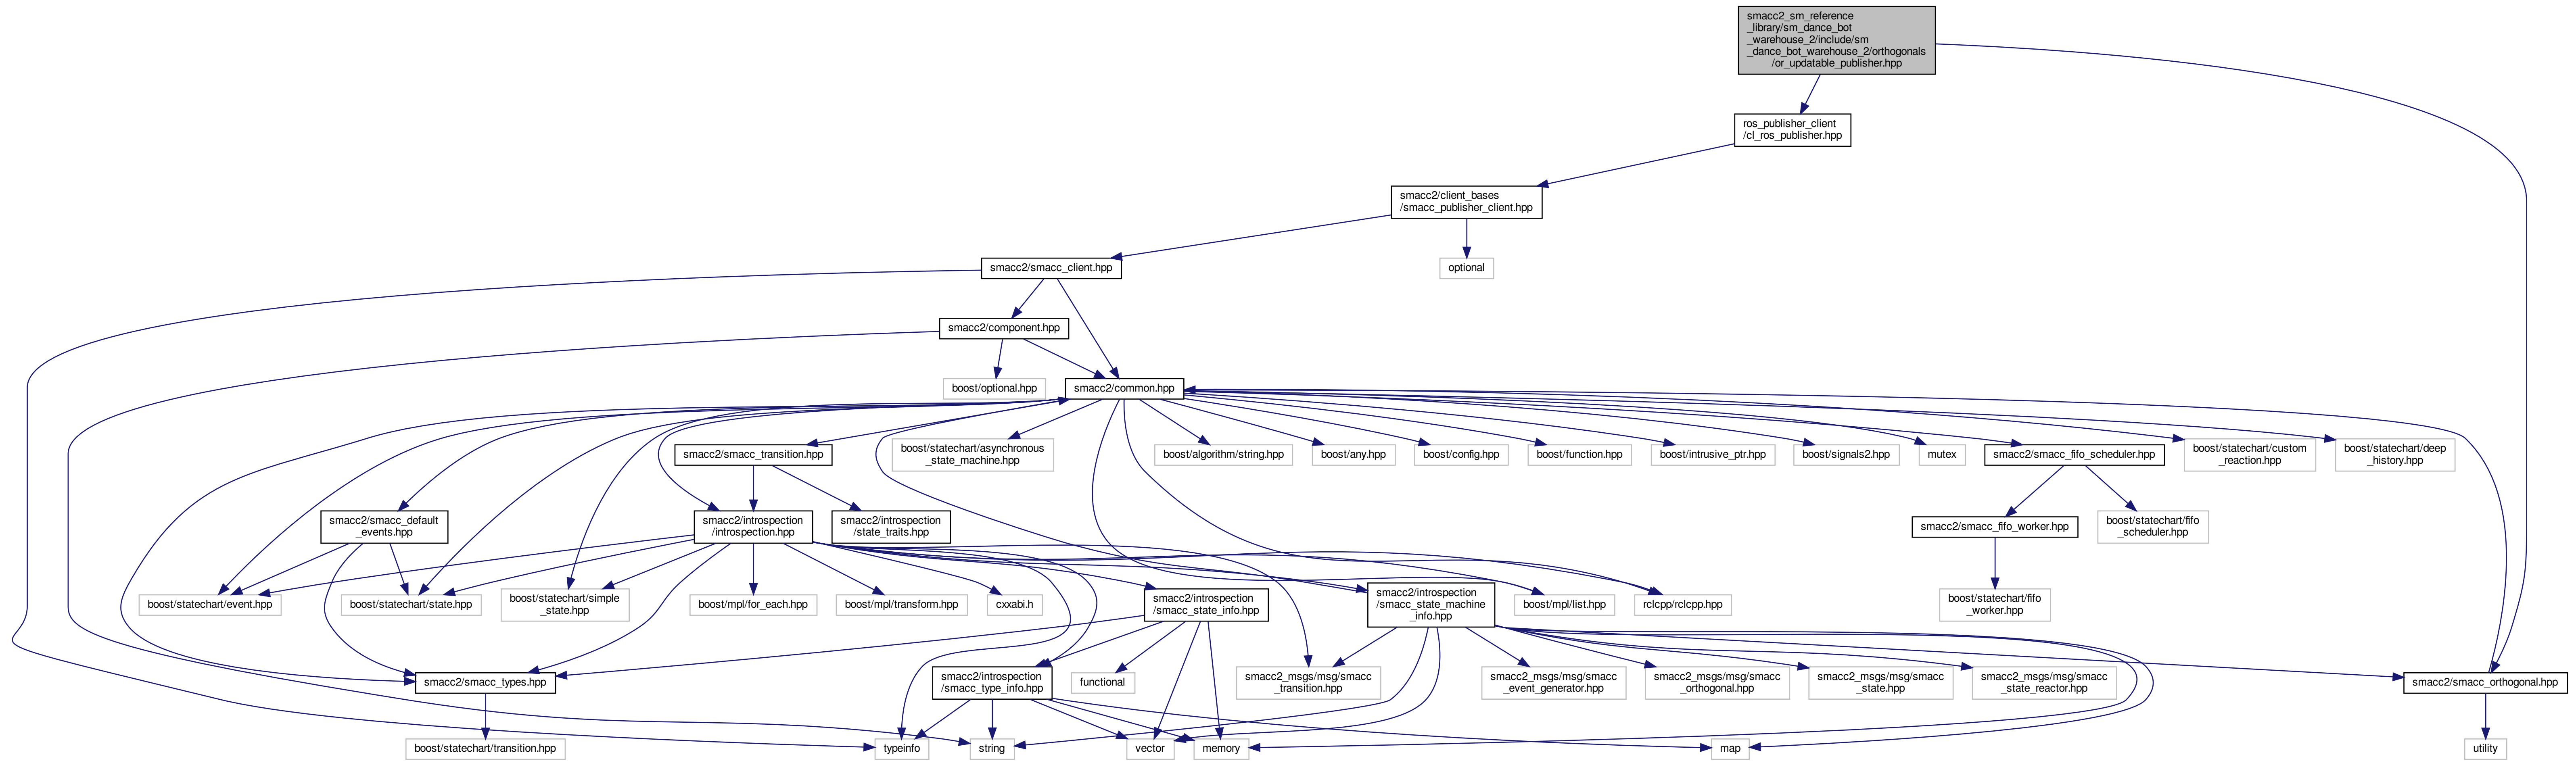 smacc2_sm_reference
_library/sm_dance_bot
_warehouse_2/include/sm
_dance_bot_warehouse_2/orthogonals
/or_updatable_publisher.hpp
ros_publisher_client
/cl_ros_publisher.hpp
smacc2/client_bases
/smacc_publisher_client.hpp
smacc2/smacc_client.hpp
optional
smacc2/component.hpp
boost/optional.hpp
smacc2/common.hpp
smacc2/smacc_transition.hpp
boost/statechart/asynchronous
_state_machine.hpp
boost/algorithm/string.hpp
boost/any.hpp
boost/config.hpp
boost/function.hpp
boost/intrusive_ptr.hpp
boost/signals2.hpp
mutex
smacc2/smacc_fifo_scheduler.hpp
boost/statechart/custom
_reaction.hpp
boost/statechart/deep
_history.hpp
smacc2/smacc_default
_events.hpp
smacc2/introspection
/introspection.hpp
smacc2/introspection
/state_traits.hpp
smacc2/smacc_fifo_worker.hpp
boost/statechart/fifo
_scheduler.hpp
boost/statechart/event.hpp
boost/statechart/state.hpp
boost/statechart/simple
_state.hpp
boost/mpl/for_each.hpp
boost/mpl/transform.hpp
cxxabi.h
smacc2/introspection
/smacc_state_info.hpp
smacc2/introspection
/smacc_state_machine
_info.hpp
boost/mpl/list.hpp
rclcpp/rclcpp.hpp
boost/statechart/fifo
_worker.hpp
smacc2/smacc_types.hpp
smacc2/introspection
/smacc_type_info.hpp
functional
smacc2_msgs/msg/smacc
_transition.hpp
smacc2_msgs/msg/smacc
_event_generator.hpp
smacc2_msgs/msg/smacc
_orthogonal.hpp
smacc2_msgs/msg/smacc
_state.hpp
smacc2_msgs/msg/smacc
_state_reactor.hpp
smacc2/smacc_orthogonal.hpp
boost/statechart/transition.hpp
typeinfo
string
vector
memory
map
utility